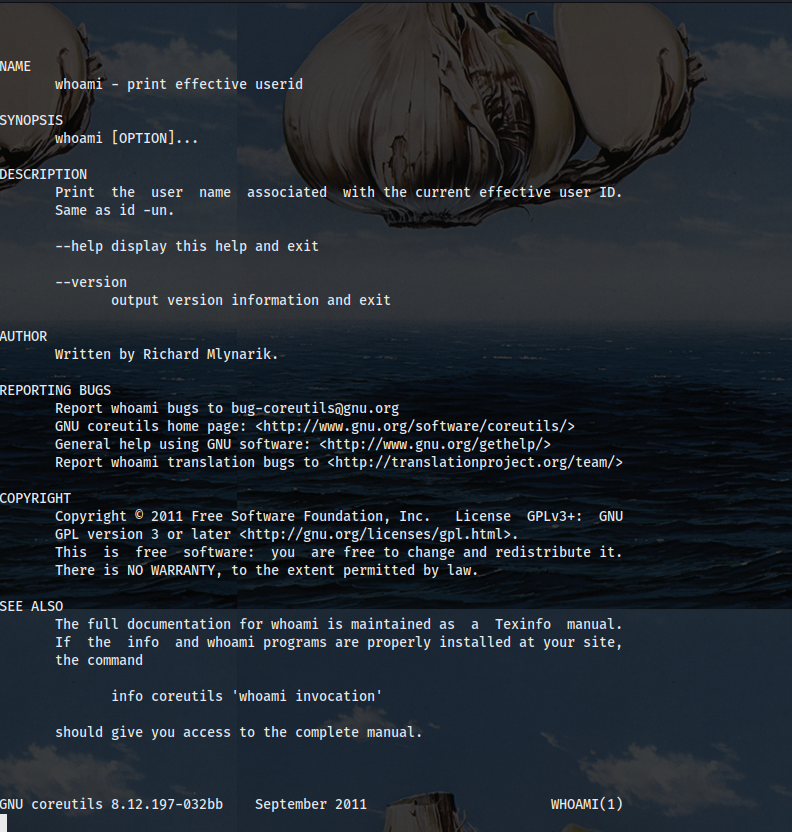 NAME
whoami - print effective userid
SYNOPSIS
whoami [OPTION]...
DESCRIPTION
Print the user name associated with the current effective user ID.
Same as id -un.
--help display this help and exit
--version
output version information and exit
AUTHOR
Written by Richard Mlynarik.
REPORTING BUGS
Report whoami bugs to bug-coreutils@gnu.org
GNU coreutils home page: <http://www.gnu.org/software/coreutils/>
General help using GNU software: <http://www.gnu.org/gethelp/>
Report whoami translation bugs to <http://translationproject.org/team/>
COPYRIGHT
Copyright © 2011 Free Software Foundation, Inc. License GPLv3+: GNU
GPL version 3 or later <http://gnu.org/licenses/gpl.html>.
This is free software: you are free to change and redistribute it.
There is NO WARRANTY, to the extent permitted by law.
SEE ALSO
The full documentation for whoami is maintained as a Texinfo manual.
If the info and whoami programs are properly installed at your site,
the command
info coreutils 'whoami invocation'
should give you access to the complete manual.
GNU coreutils 8.12.197-032bb September 2011 WHOAMI(1)